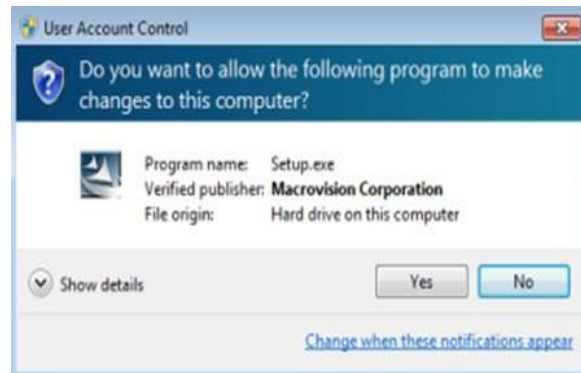 User Account Control
Do you want to allow the following program to make
changes to this computer?
Program name: Setup.exe
Verified publisher: Macrovision Corporation
File origin: Hard drive on this computer
Show details Yes No
Change when these notifications appear